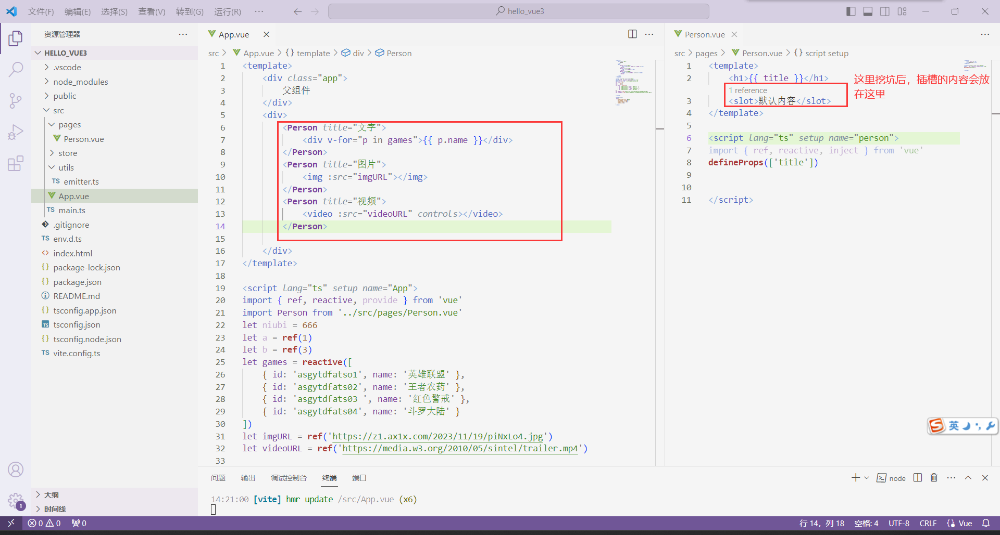 文件(F) 编辑(E) 选择(S) 查看(V) 转到(G) 运行(R) ··· hello_vue3
资源管理器 ···
HELLO_VUE3
.vscode
node_modules
public
src
pages
Person.vue
store
utils
TS emitter.ts
App.vue
TS main.ts
.gitignore
TS env.d.ts
<> index.html
{} package-lock.json
{} package.json
README.md
{} tsconfig.app.json
TS tsconfig.json
{} tsconfig.node.json
TS vite.config.ts
大纲
时间线
App.vue
src > App.vue > {} template > div > Person
1 <template>
2 <div class="app">
3 父组件
4 </div>
5 <div>
6 <Person title="文字">
7 <div v-for="p in games">{{ p.name }}</div>
8 </Person>
9 <Person title="图片">
10 <img :src="imgURL"></img>
11 </Person>
12 <Person title="视频">
13 <video :src="videoURL" controls></video>
14 </Person>
15
16 </div>
17 </template>
18
19 <script lang="ts" setup name="App">
20 import { ref, reactive, provide } from 'vue'
21 import Person from '../src/pages/Person.vue'
22 let niubi = 666
23 let a = ref(1)
24 let b = ref(3)
25 let games = reactive([
26 { id: 'asgytdfatso1', name: '英雄联盟' },
27 { id: 'asgytdfats02', name: '王者农药' },
28 { id: 'asgytdfats03 ', name: '红色警戒' },
29 { id: 'asgytdfats04', name: '斗罗大陆' }
30 ])
31 let imgURL = ref('https://z1.ax1x.com/2023/11/19/piNxLo4.jpg')
32 let videoURL = ref('https://media.w3.org/2010/05/sintel/trailer.mp4')
33
Person.vue
src > pages > Person.vue > {} script setup
1 <template>
2 <h1>{{ title }}</h1>
1 reference
3 <slot>默认内容</slot>
4 </template>
5
6 <script lang="ts" setup name="person">
7 import { ref, reactive, inject } from 'vue'
8 defineProps(['title'])
9
10
11 </script>
这里挖坑后，插槽的内容会放
在这里
英
问题 输出 调试控制台 终端 端口 node
14:21:00 [vite] hmr update /src/App.vue (x6)
1
0 0 0 行 14，列 18 空格: 4 UTF-8 CRLF Vue